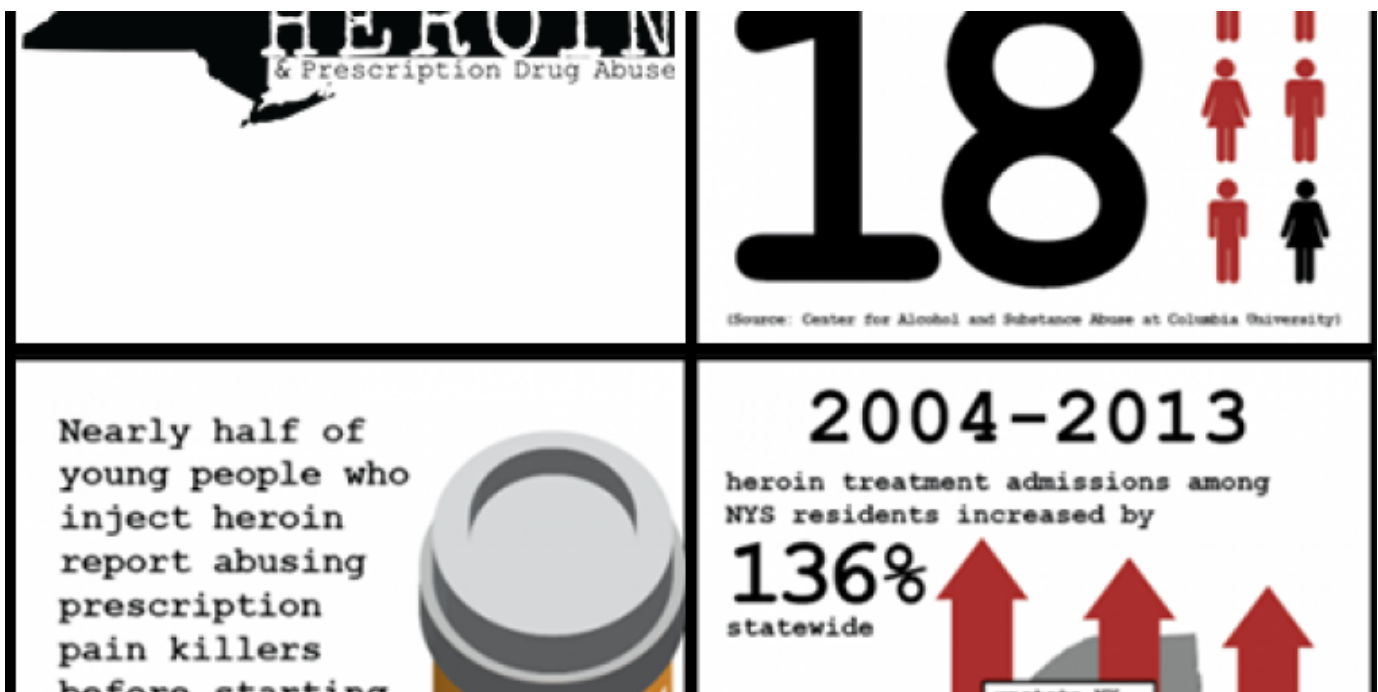 HEROIN
& Prescription Drug Abuse
18
(Source: Center for Alcohol and Substance Abuse at Columbia University)
Nearly half of
young people who
inject heroin
report abusing
prescription
pain killers
before starting
2004-2013
heroin treatment admissions among
NYS residents increased by
136%
statewide